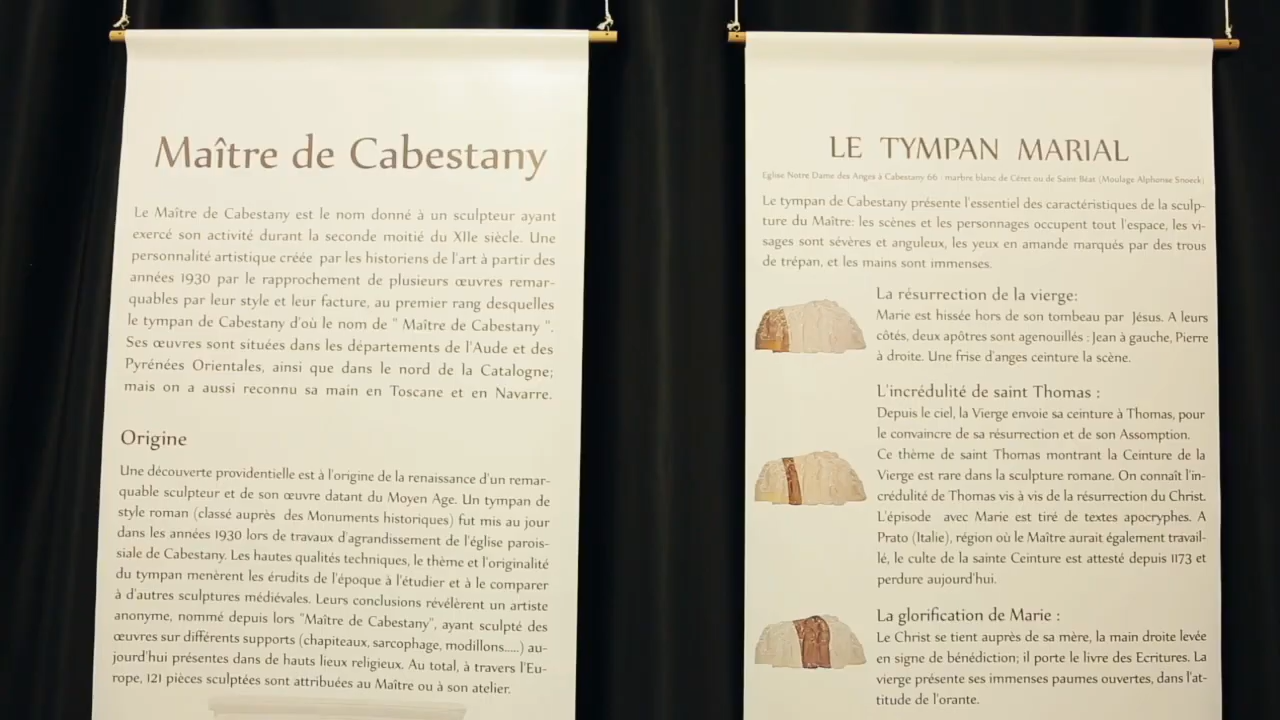 Maître de Cabestany
Le Maître de Cabestany est le nom donné à un sculpteur ayant
exercé son activité durant la seconde moitié du XIIe siècle. Une
personnalité artistique créée par les historiens de l'art à partir des
années 1930 par le rapprochement de plusieurs œuvres remar-
quables par leur style et leur facture, au premier rang desquelles
le tympan de Cabestany d'où le nom de " Maître de Cabestany ".
Ses œuvres sont situées dans les départements de l'Aude et des
Pyrénées Orientales, ainsi que dans le nord de la Catalogne;
mais on a aussi reconnu sa main en Toscane et en Navarre.
Origine
Une découverte providentielle est à l'origine de la renaissance d'un remar-
quable sculpteur et de son œuvre datant du Moyen Age. Un tympan de
style roman (classé auprès des Monuments historiques) fut mis au jour
dans les années 1930 lors de travaux d'agrandissement de l'église parois-
siale de Cabestany. Les hautes qualités techniques, le thème et l'originalité
du tympan menèrent les érudits de l'époque à l'étudier et à le comparer
à d'autres sculptures médiévales. Leurs conclusions révélèrent un artiste
anonyme, nommé depuis lors "Maître de Cabestany", ayant sculpté des
œuvres sur différents supports (chapiteaux, sarcophage, modillons.....) au-
jourd'hui présentes dans de hauts lieux religieux. Au total, à travers l'Eu-
rope, 121 pièces sculptées sont attribuées au Maître ou à son atelier.
LE TYMPAN MARIAL
Eglise Notre Dame des Anges à Cabestany 66 : marbre blanc de Céret ou de Saint Béat (Moulage Alphonse Snoeck)
Le tympan de Cabestany présente l'essentiel des caractéristiques de la sculp-
ture du Maître: les scènes et les personnages occupent tout l'espace, les vi-
sages sont sévères et anguleux, les yeux en amande marqués par des trous
de trépan, et les mains sont immenses.
La résurrection de la vierge:
Marie est hissée hors de son tombeau par Jésus. A leurs
côtés, deux apôtres sont agenouillés : Jean à gauche, Pierre
à droite. Une frise d'anges ceinture la scène.
L'incrédulité de saint Thomas :
Depuis le ciel, la Vierge envoie sa ceinture à Thomas, pour
le convaincre de sa résurrection et de son Assomption.
Ce thème de saint Thomas montrant la Ceinture de la
Vierge est rare dans la sculpture romane. On connaît l'in-
crédulité de Thomas vis à vis de la résurrection du Christ.
L'épisode avec Marie est tiré de textes apocryphes. A
Prato (Italie), région où le Maître aurait également travail-
lé, le culte de la sainte Ceinture est attesté depuis 1173 et
perdure aujourd'hui.
La glorification de Marie :
Le Christ se tient auprès de sa mère, la main droite levée
en signe de bénédiction; il porte le livre des Ecritures. La
vierge présente ses immenses paumes ouvertes, dans l'at-
titude de l'orante.